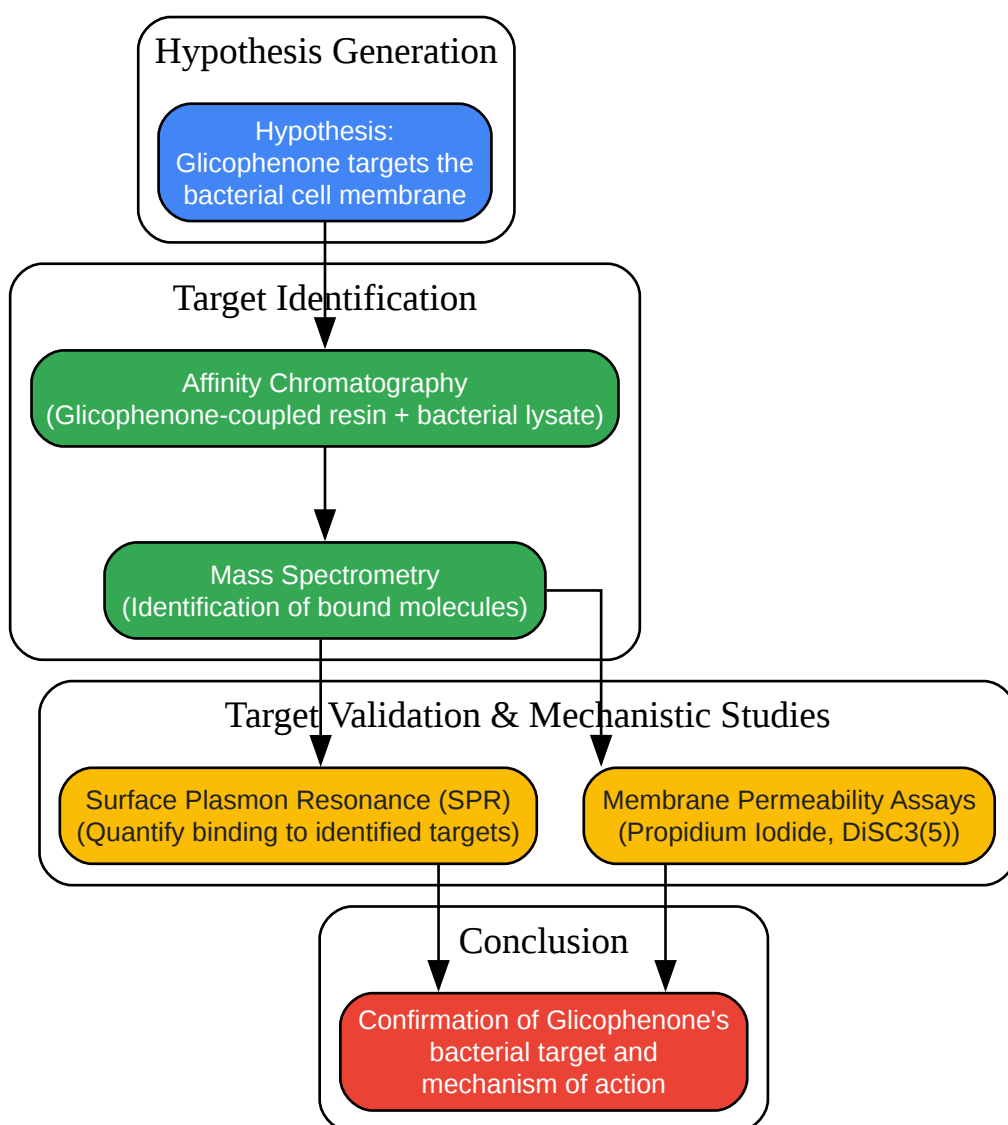 Hypothesis Generation
Hypothesis:
Glicophenone targets the
bacterial cell membrane
Target Identification
Affinity Chromatography
(Glicophenone-coupled resin + bacterial lysate)
Mass Spectrometry
(Identification of bound molecules)
Target Validation & Mechanistic Studies
Surface Plasmon Resonance (SPR)
(Quantify binding to identified targets)
Membrane Permeability Assays
(Propidium Iodide, DiSC3(5))
Conclusion
Confirmation of Glicophenone's
bacterial target and
mechanism of action